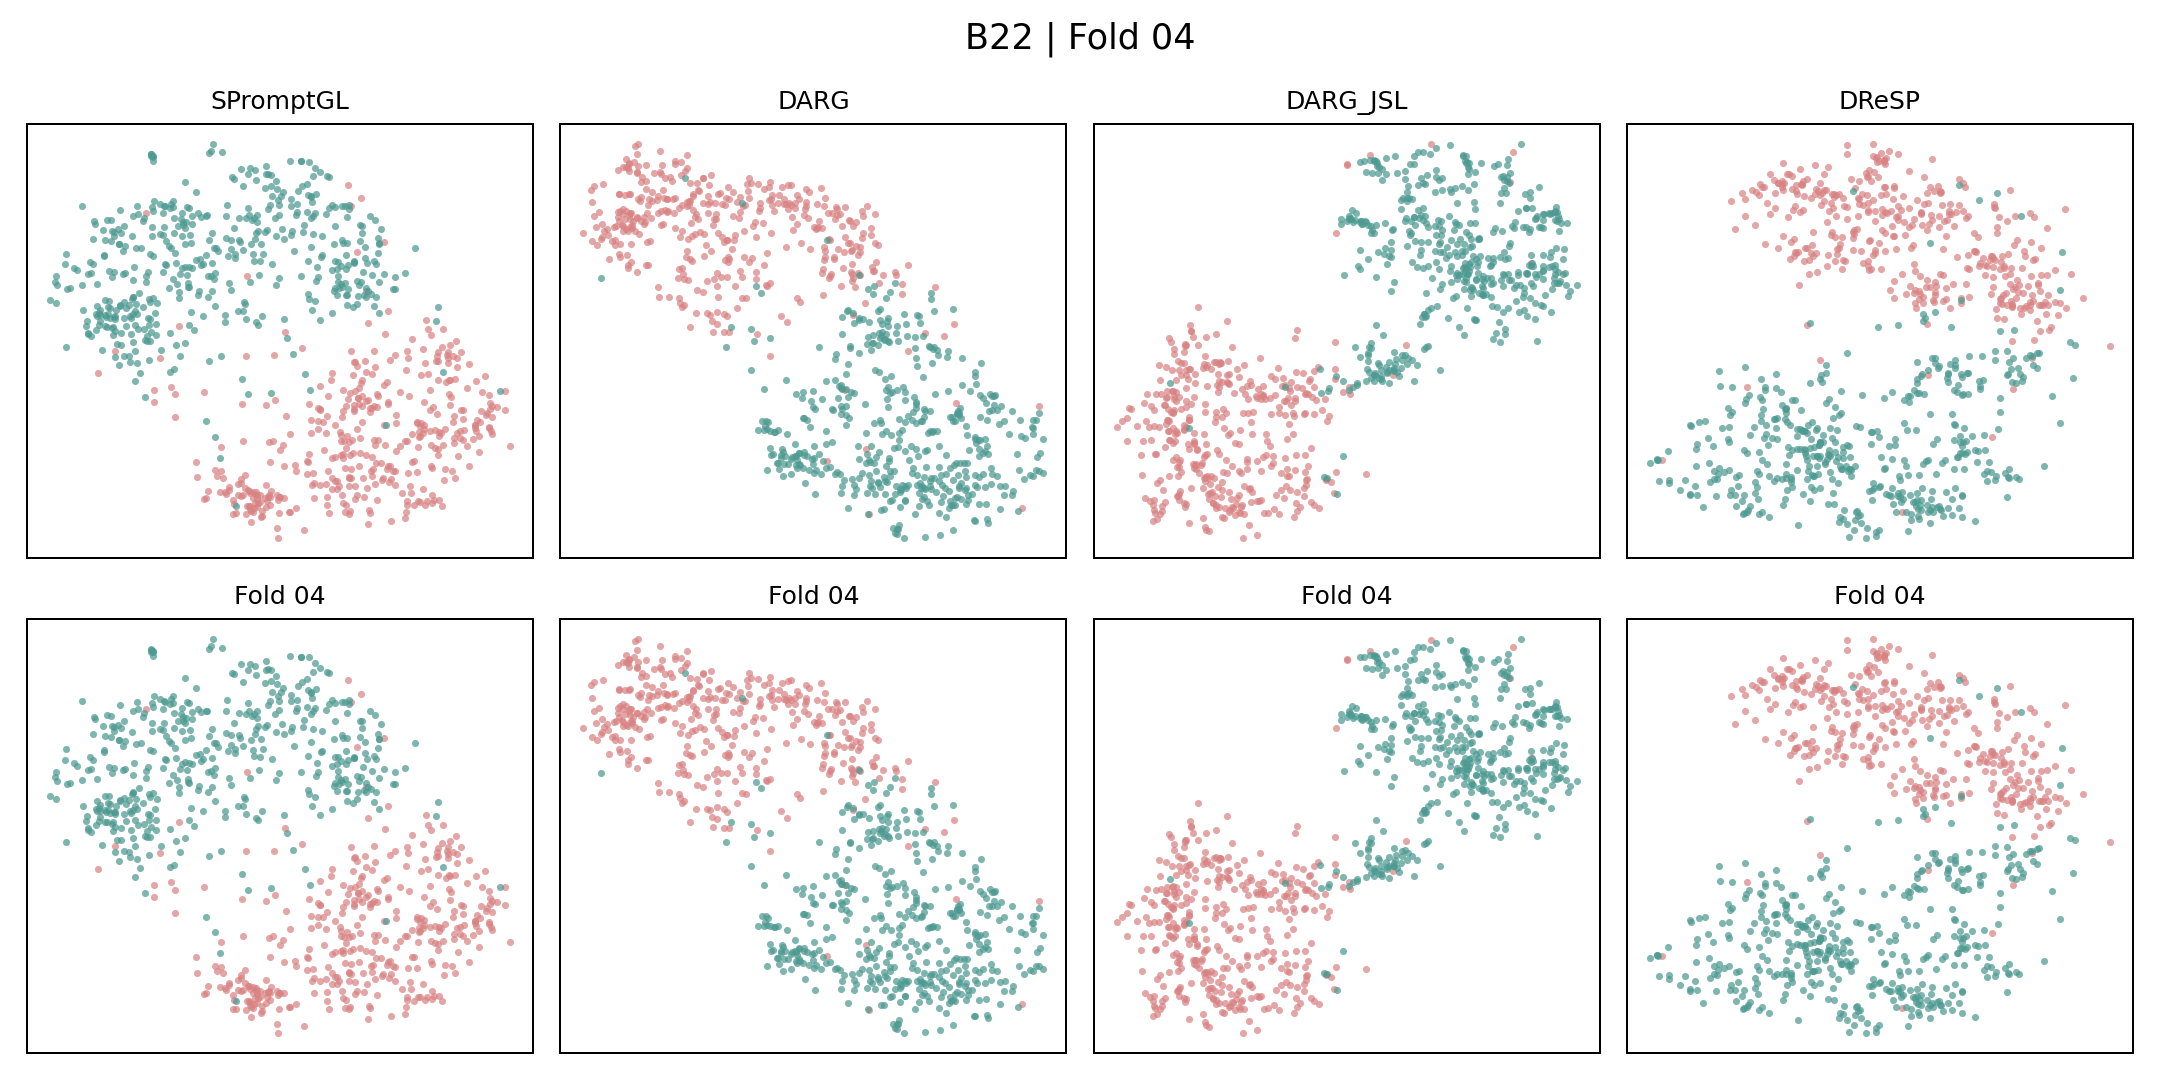 B22 | Fold 04
SPromptGL
DARG
DARG_JSL
DReSP
Fold 04
Fold 04
Fold 04
Fold 04